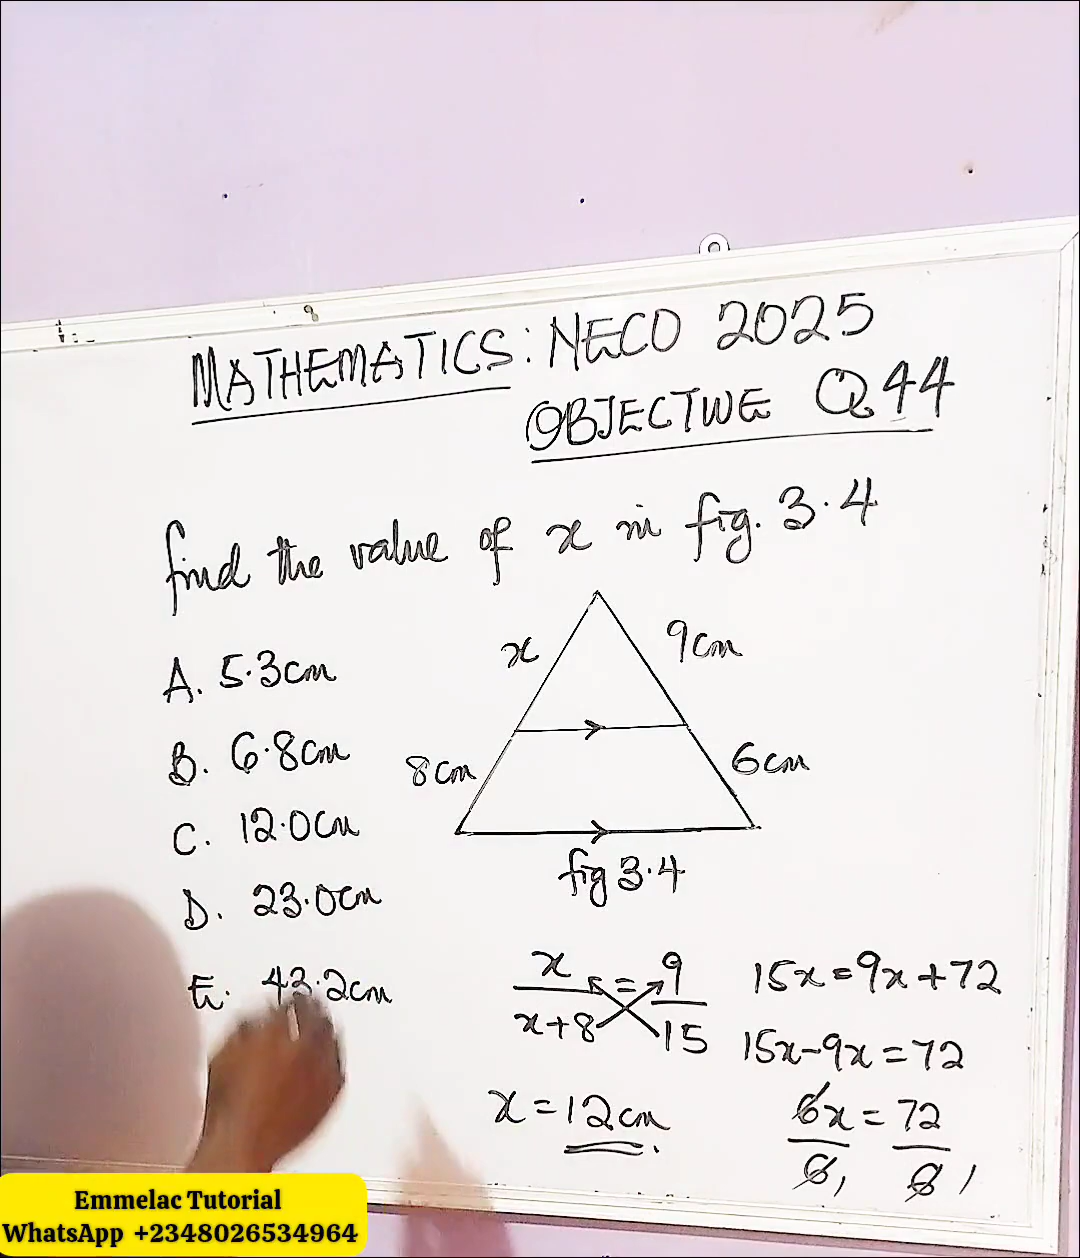 MATHEMATICS: NECO 2025
OBJECTIVE Q44
find the value of x in fig. 3.4
x
9cm
A. 5.3cm
B. 6.8cm
8cm
6cm
C. 12.0cm
fig 3.4
D. 23.0cm
E. 43.2cm
x/x+8 = 9/15
15x=9x+72
15x-9x=72
x=12cm.
6x/6 = 72/6
Emmelac Tutorial
WhatsApp +2348026534964